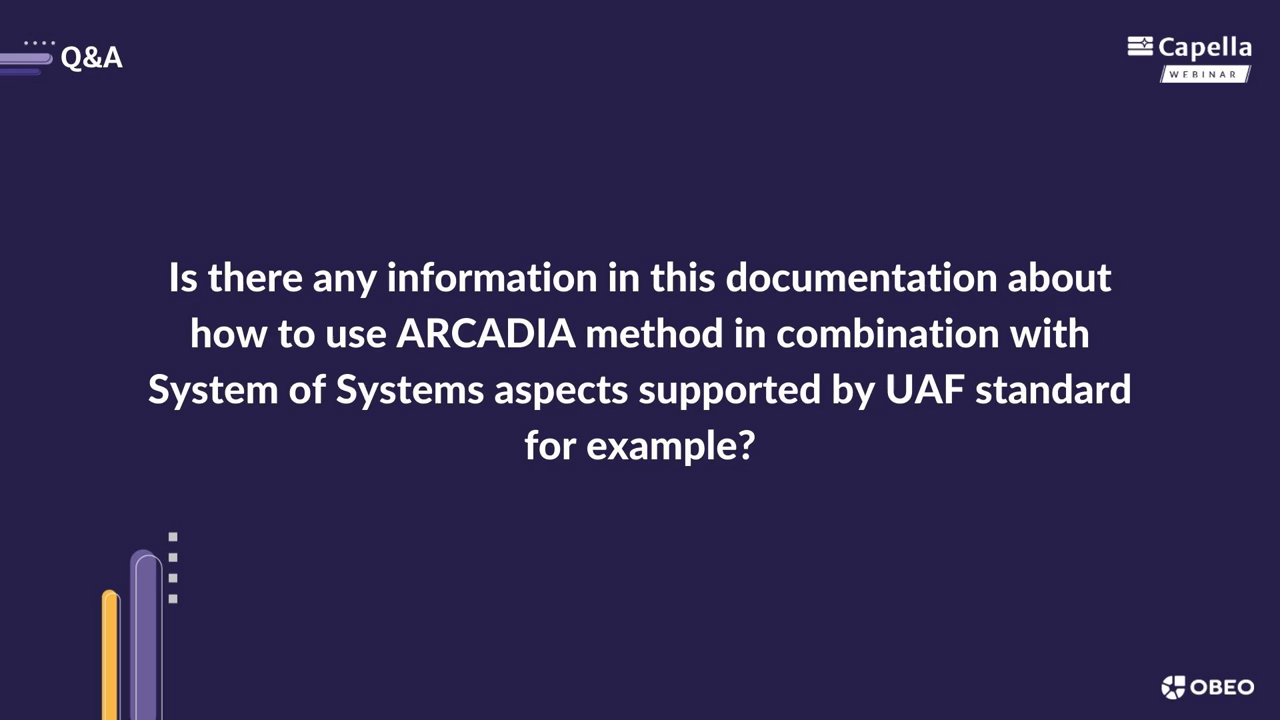 Q&A
Capella
WEBINAR
Is there any information in this documentation about
how to use ARCADIA method in combination with
System of Systems aspects supported by UAF standard
for example?
OBEO